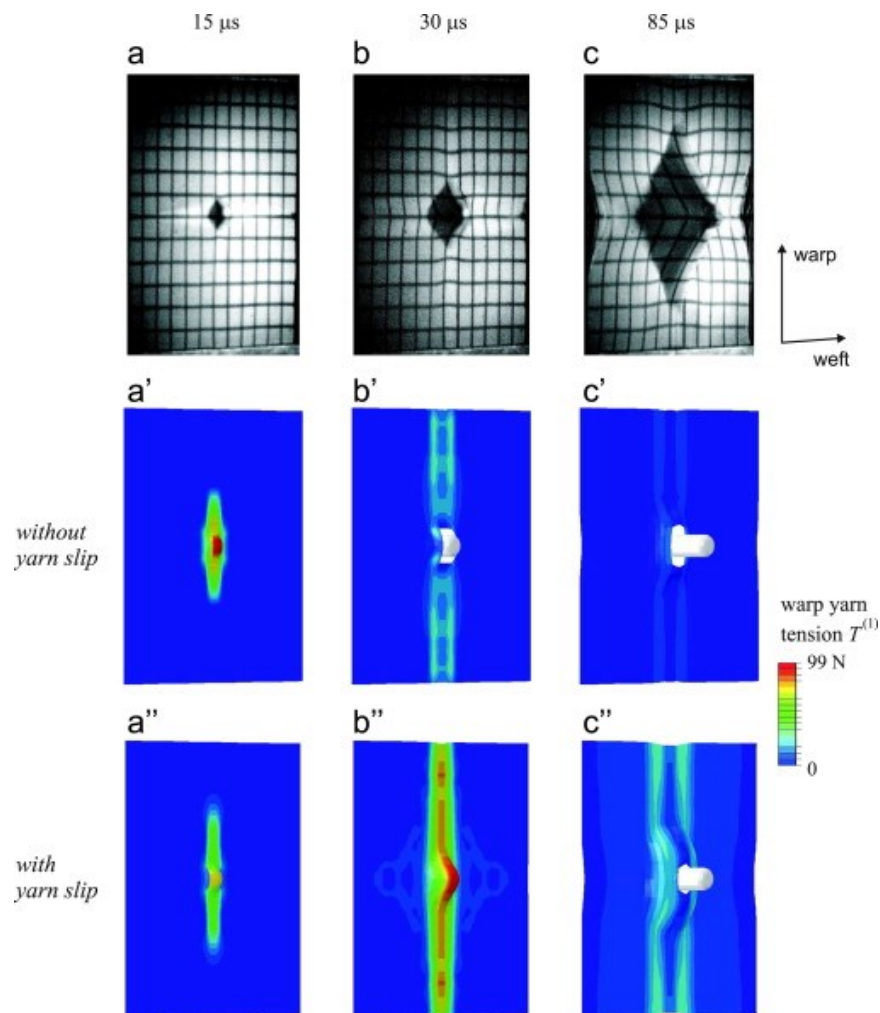 15 μs
30 μs
85 μs
a
b
c
warp
weft
a'
b'
c'
without
yarn slip
warp yarn
tension T⁽¹⁾
99 N
0
a"
b"
c"
with
yarn slip